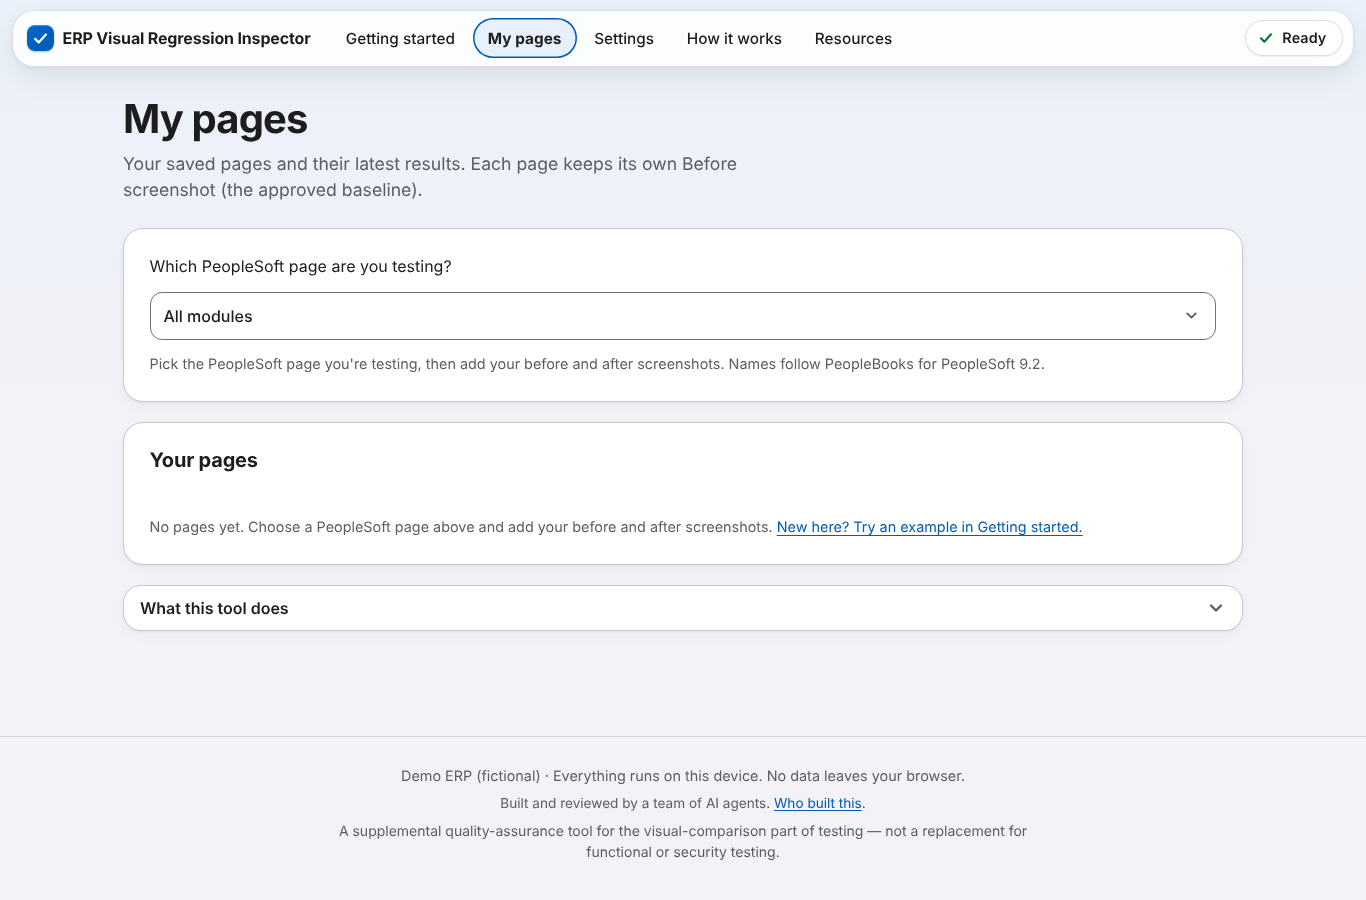 ERP Visual Regression Inspector
Getting started
My pages
Settings
How it works
Resources
Ready
My pages
Your saved pages and their latest results. Each page keeps its own Before
screenshot (the approved baseline).
Which PeopleSoft page are you testing?
All modules
Pick the PeopleSoft page you're testing, then add your before and after screenshots. Names follow PeopleBooks for PeopleSoft 9.2.
Your pages
No pages yet. Choose a PeopleSoft page above and add your before and after screenshots. New here? Try an example in Getting started.
What this tool does
Demo ERP (fictional) · Everything runs on this device. No data leaves your browser.
Built and reviewed by a team of AI agents. Who built this.
A supplemental quality-assurance tool for the visual-comparison part of testing — not a replacement for
functional or security testing.